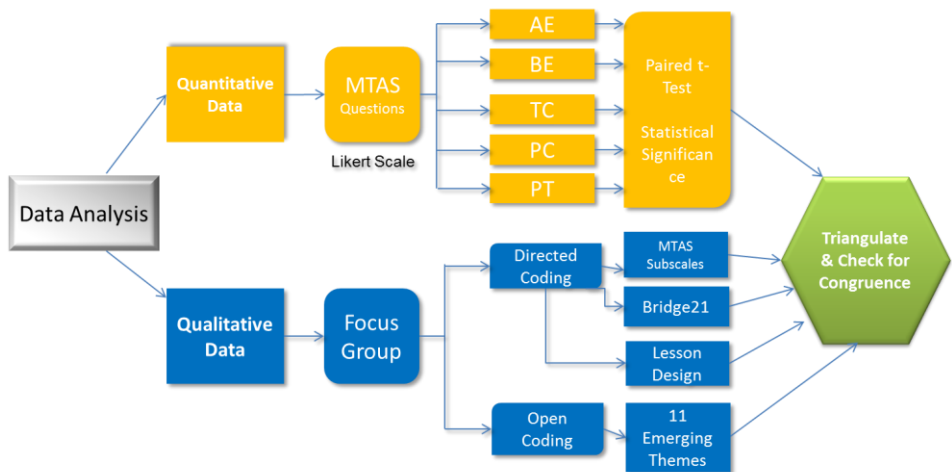 Data Analysis
Quantitative
Data
MTAS
Questions
Likert Scale
AE
BE
TC
PC
PT
Paired t-
Test
Statistical
Significan
ce
Qualitative
Data
Focus
Group
Directed
Coding
MTAS
Subscales
Bridge21
Lesson
Design
Open
Coding
11
Emerging
Themes
Triangulate
& Check for
Congruence